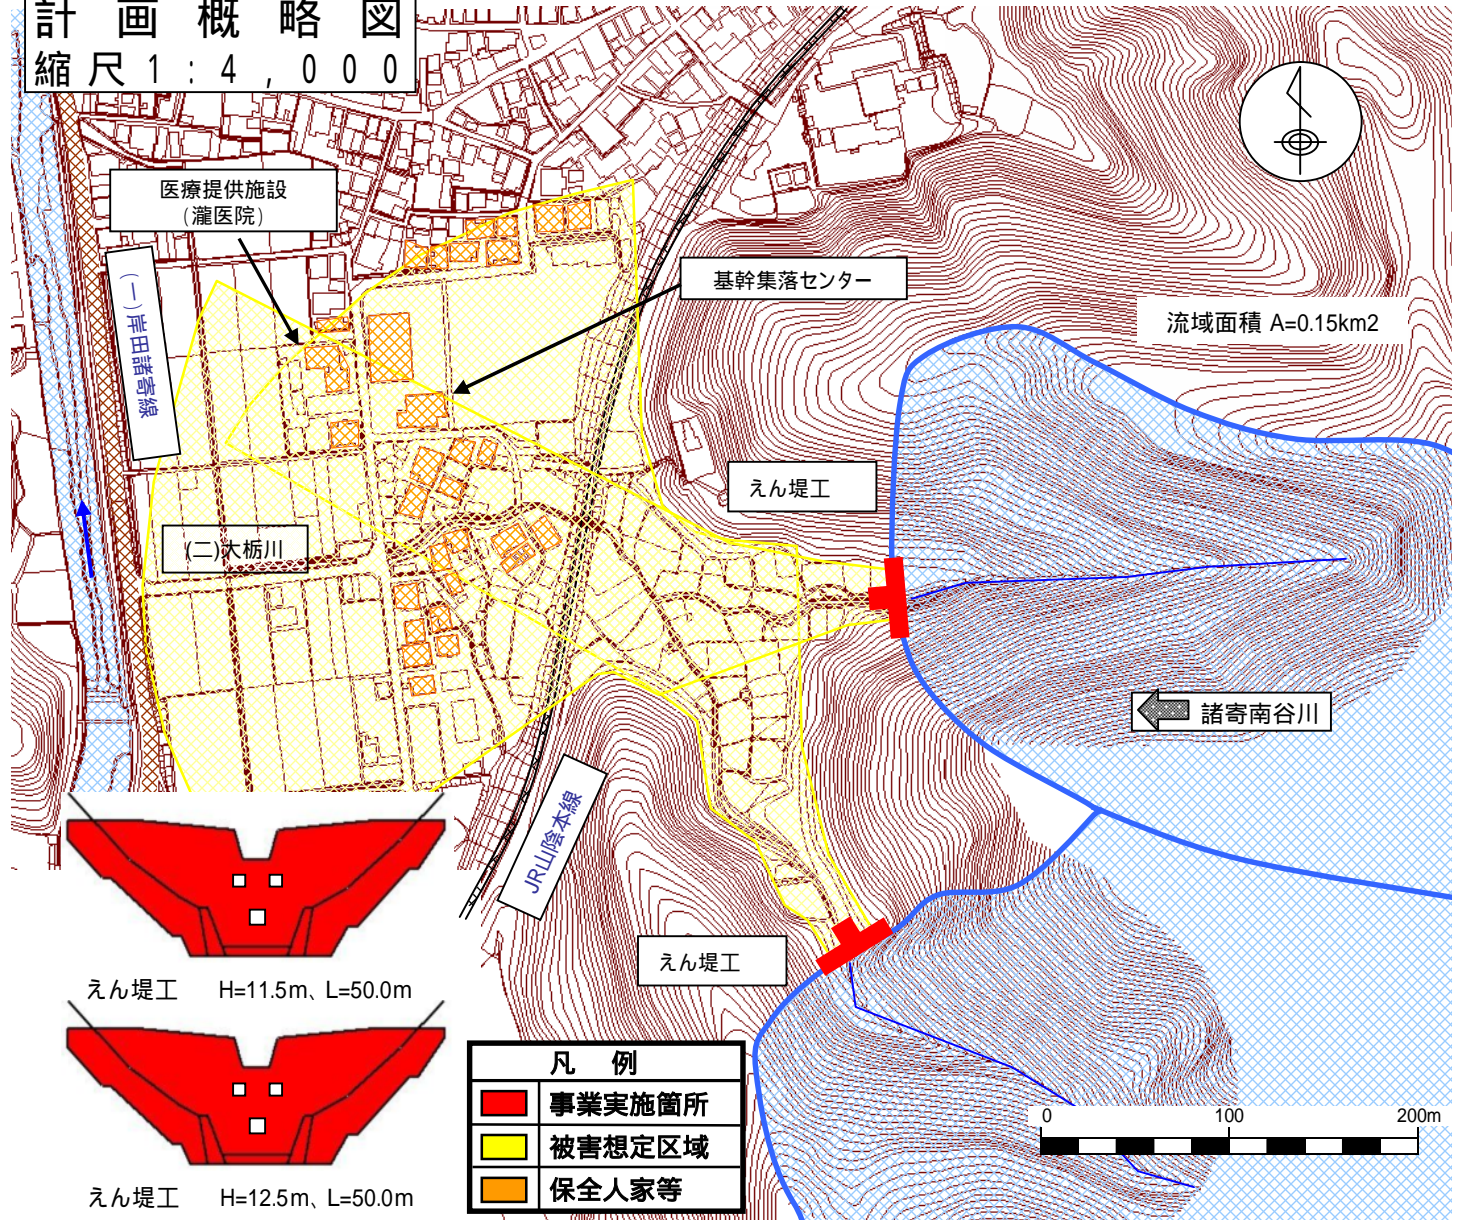 計画概略図
縮尺1:4,000
医療提供施設
(瀧医院)
基幹集落センター
流域面積 A=0.15km2
(一)岸田諸寄線
えん堤工
(二)大栃川
諸寄南谷川
JR山陰本線
えん堤工
えん堤工 H=11.5m、L=50.0m
えん堤工 H=12.5m、L=50.0m
凡 例
事業実施箇所
被害想定区域
保全人家等
0 100 200m